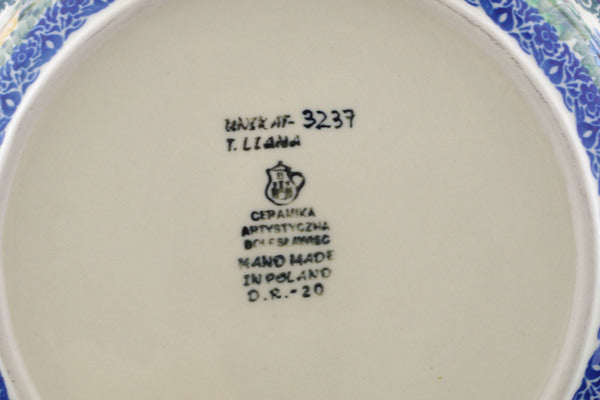 UNIKAT- 3237
T. LIANA
CERAMIKA
ARTYSTYCZNA
BOLESŁAWIEC
HAND MADE
IN POLAND
D.R.-20